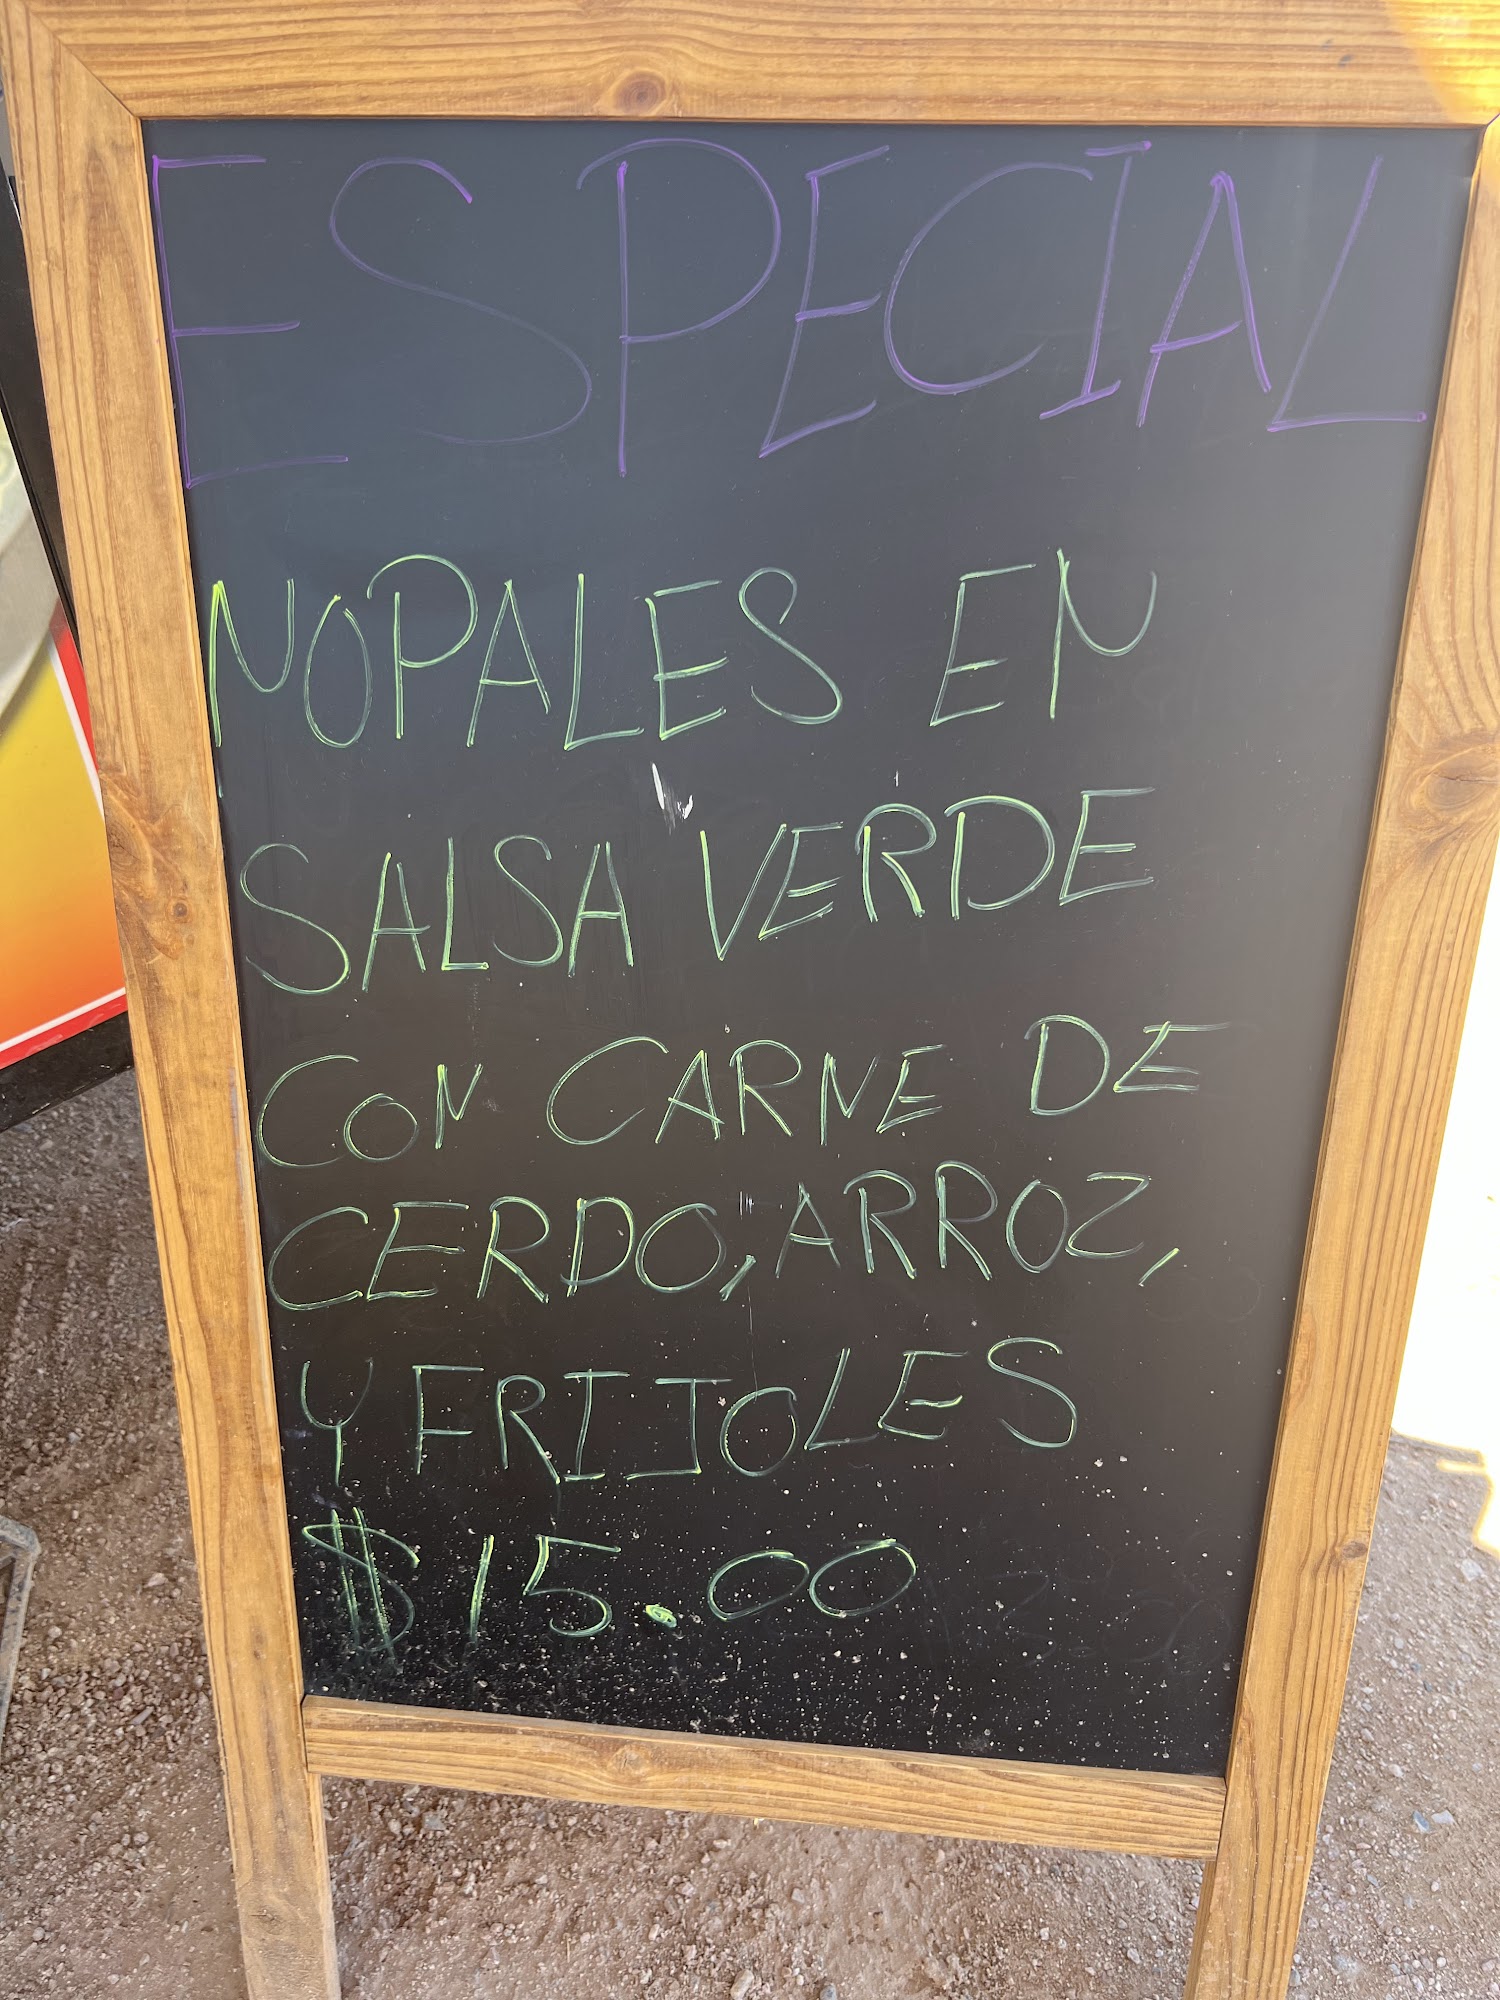 ESPECIAL
NOPALES EN
SALSA VERDE
CON CARNE DE
CERDO, ARROZ,
Y FRIJOLES
$15.00